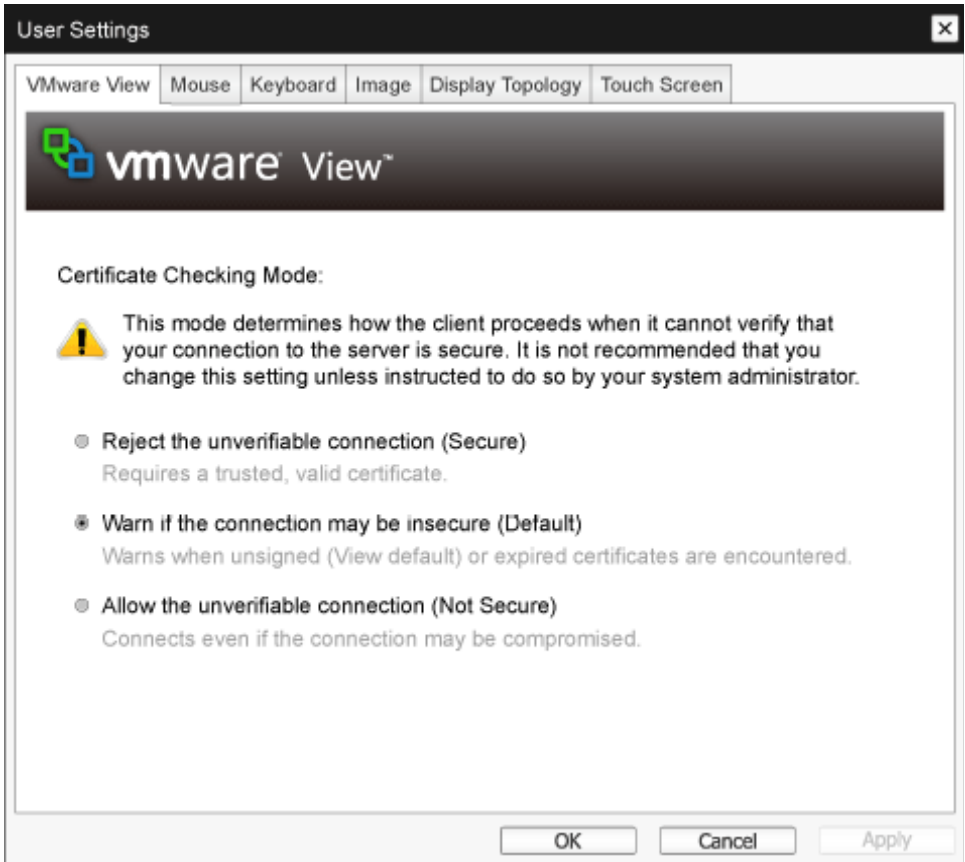 User Settings
VMware View Mouse Keyboard Image Display Topology Touch Screen
vmware View™
Certificate Checking Mode:
This mode determines how the client proceeds when it cannot verify that
your connection to the server is secure. It is not recommended that you
change this setting unless instructed to do so by your system administrator.
Reject the unverifiable connection (Secure)
Requires a trusted, valid certificate.
Warn if the connection may be insecure (Default)
Warns when unsigned (View default) or expired certificates are encountered.
Allow the unverifiable connection (Not Secure)
Connects even if the connection may be compromised.
OK Cancel Apply